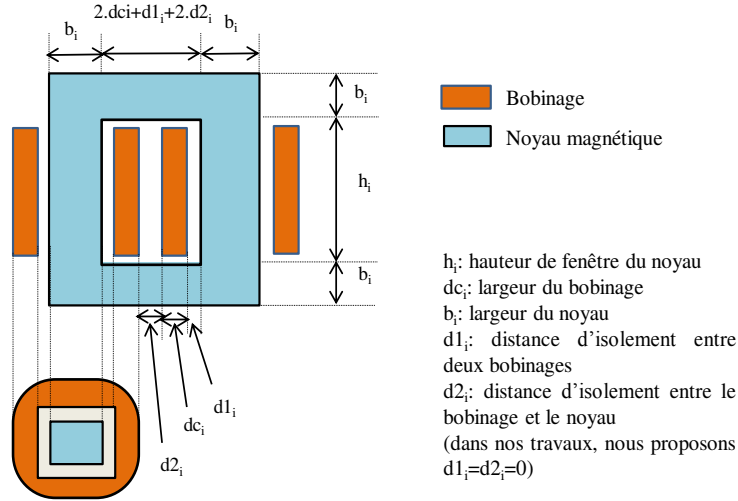 2.dci+d1ᵢ+2.d2ᵢ
bᵢ
bᵢ
bᵢ
hᵢ
bᵢ
Bobinage
Noyau magnétique
d1ᵢ
dcᵢ
d2ᵢ
hᵢ: hauteur de fenêtre du noyau
dcᵢ: largeur du bobinage
bᵢ: largeur du noyau
d1ᵢ: distance d'isolement entre
deux bobinages
d2ᵢ: distance d'isolement entre le
bobinage et le noyau
(dans nos travaux, nous proposons
d1ᵢ=d2ᵢ=0)